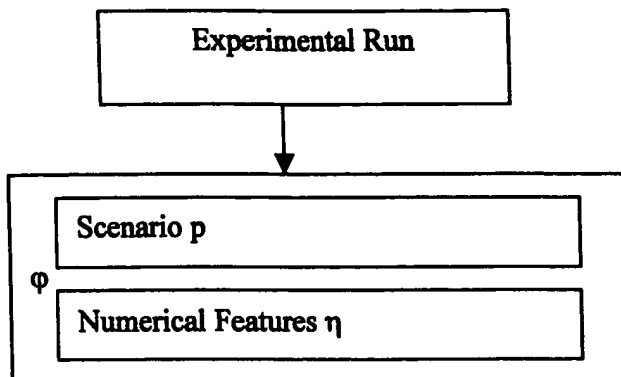 Experimental Run
Scenario p
φ
Numerical Features η